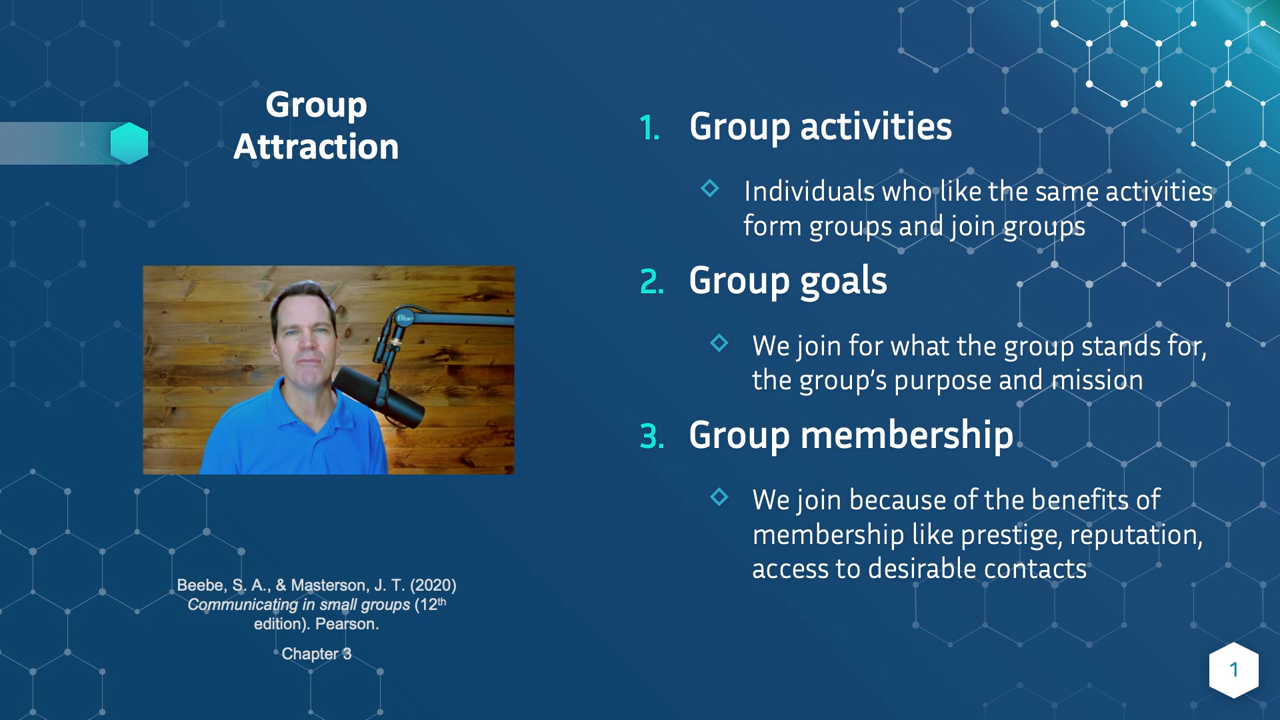 Group
Attraction
1. Group activities
Individuals who like the same activities
form groups and join groups
2. Group goals
We join for what the group stands for,
the group’s purpose and mission
3. Group membership
We join because of the benefits of
membership like prestige, reputation,
access to desirable contacts
Blue
Beebe, S. A., & Masterson, J. T. (2020)
Communicating in small groups (12th
edition). Pearson.
Chapter 3
1